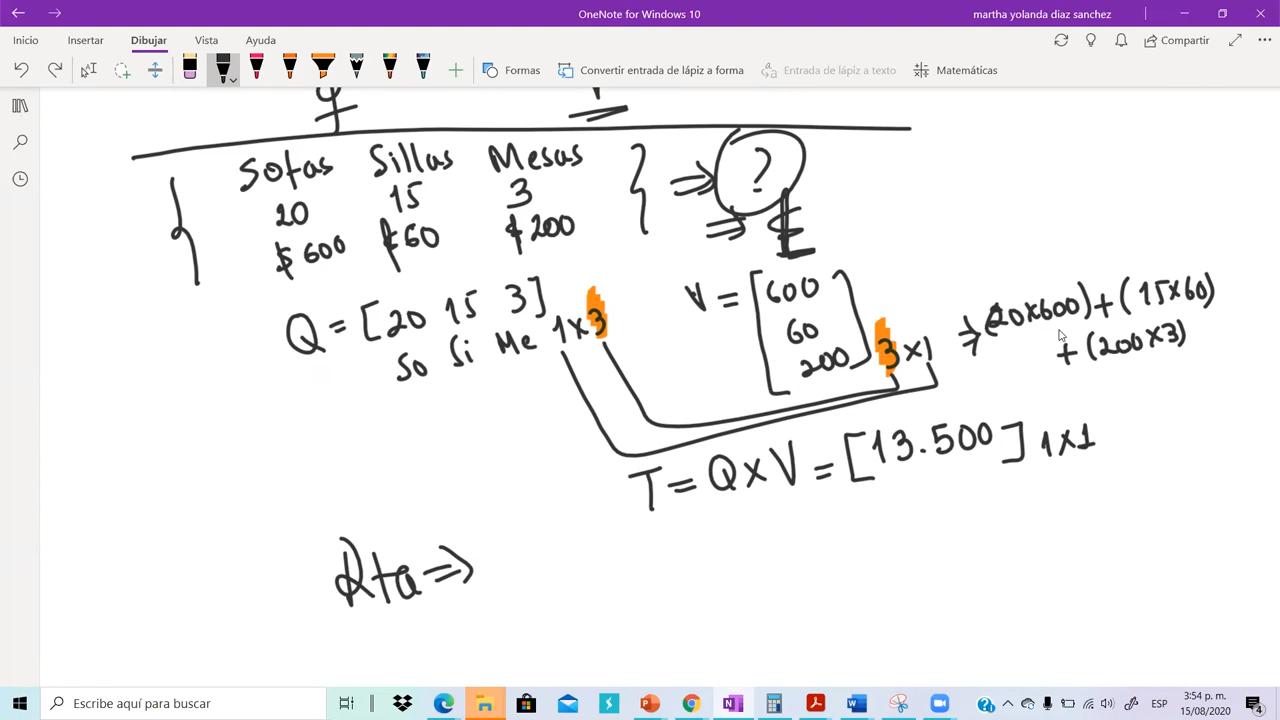 OneNote for Windows 10
martha yolanda diaz sanchez
Inicio Insertar Dibujar Vista Ayuda
Compartir
Formas Convertir entrada de lápiz a forma Entrada de lápiz a texto Matemáticas
Sofas Sillas Mesas
20 15 3 ⇒ ?
$600 $60 $200 ⇒ $
Q = [20 15 3] 1x3
So Si Me
V = [600
60
200] 3x1
⇒ (20x600) + (15x60)
+ (200x3)
T = QxV = [13.500] 1x1
Rta ⇒
Escribe aquí para buscar
ESP
3:54 p. m.
15/08/2020
4